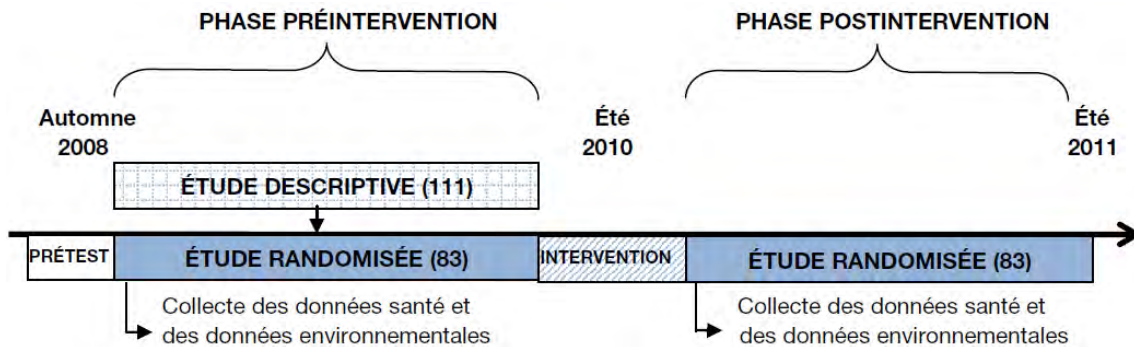 PHASE PRÉINTERVENTION
PHASE POSTINTERVENTION
Automne
2008
Été
2010
Été
2011
ÉTUDE DESCRIPTIVE (111)
PRÉTEST
ÉTUDE RANDOMISÉE (83)
INTERVENTION
ÉTUDE RANDOMISÉE (83)
Collecte des données santé et
des données environnementales
Collecte des données santé et
des données environnementales